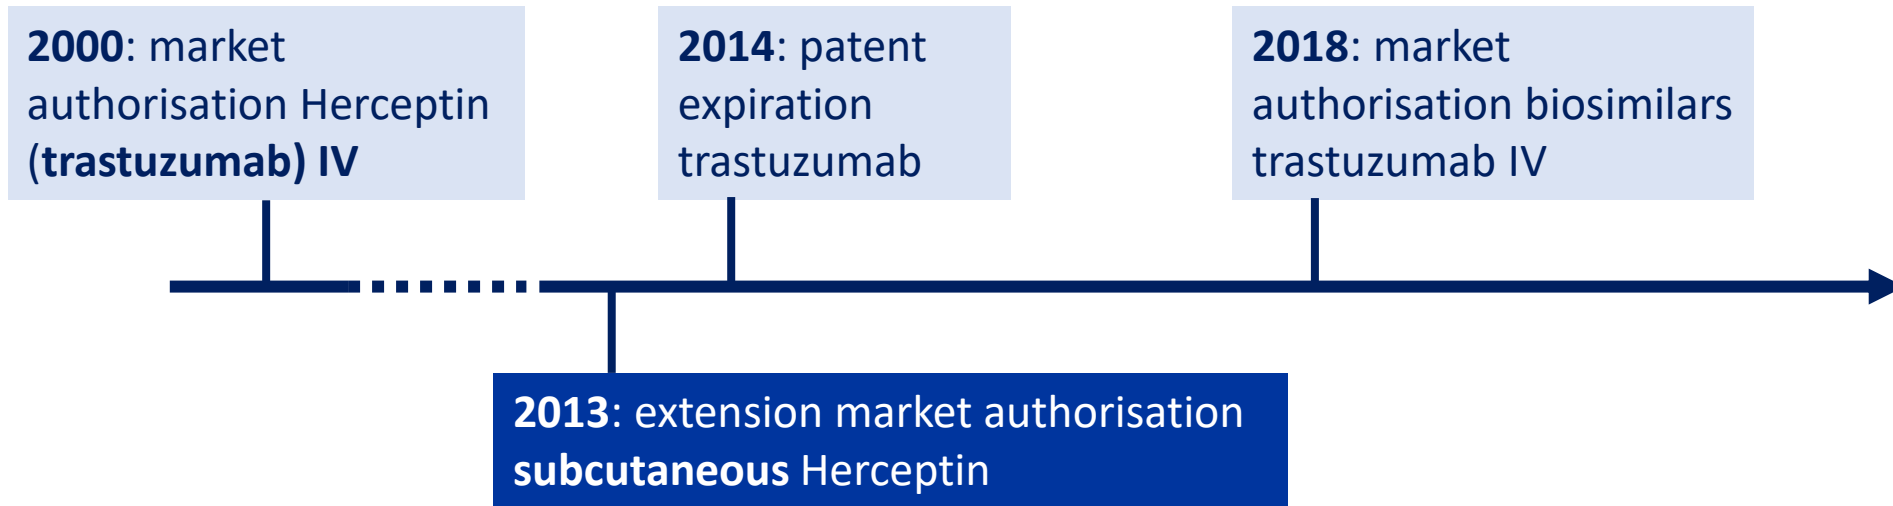 2000: market
authorisation Herceptin
(trastuzumab) IV
2014: patent
expiration
trastuzumab
2018: market
authorisation biosimilars
trastuzumab IV
2013: extension market authorisation
subcutaneous Herceptin